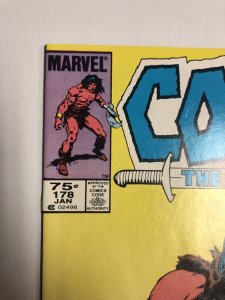 MARVEL
CO
TM
THE
75¢
178
JAN
02498
APPROVED
BY THE
COMICS
CODE
AUTHORITY